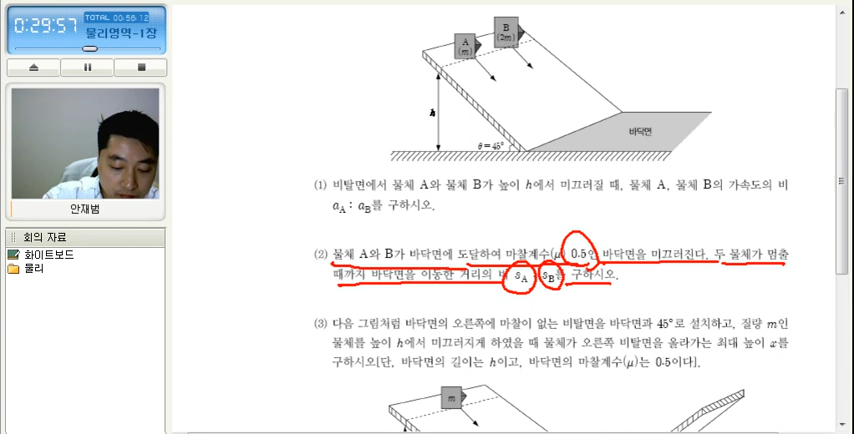 0:29:57
TOTAL 00:56:12
물리영역-1장
안재범
회의 자료
화이트보드
물리
A
(m)
B
(2m)
h
θ=45°
바닥면
(1) 비탈면에서 물체 A와 물체 B가 높이 h에서 미끄러질 때, 물체 A, 물체 B의 가속도의 비
aA : aB를 구하시오.
(2) 물체 A와 B가 바닥면에 도달하여 마찰계수(μ) 0.5인 바닥면을 미끄러진다. 두 물체가 멈출
때까지 바닥면을 이동한 거리의 비 sA : sB를 구하시오.
(3) 다음 그림처럼 바닥면의 오른쪽에 마찰이 없는 비탈면을 바닥면과 45°로 설치하고, 질량 m인
물체를 높이 h에서 미끄러지게 하였을 때 물체가 오른쪽 비탈면을 올라가는 최대 높이 x를
구하시오[단, 바닥면의 길이는 h이고, 바닥면의 마찰계수(μ)는 0.5이다].
m